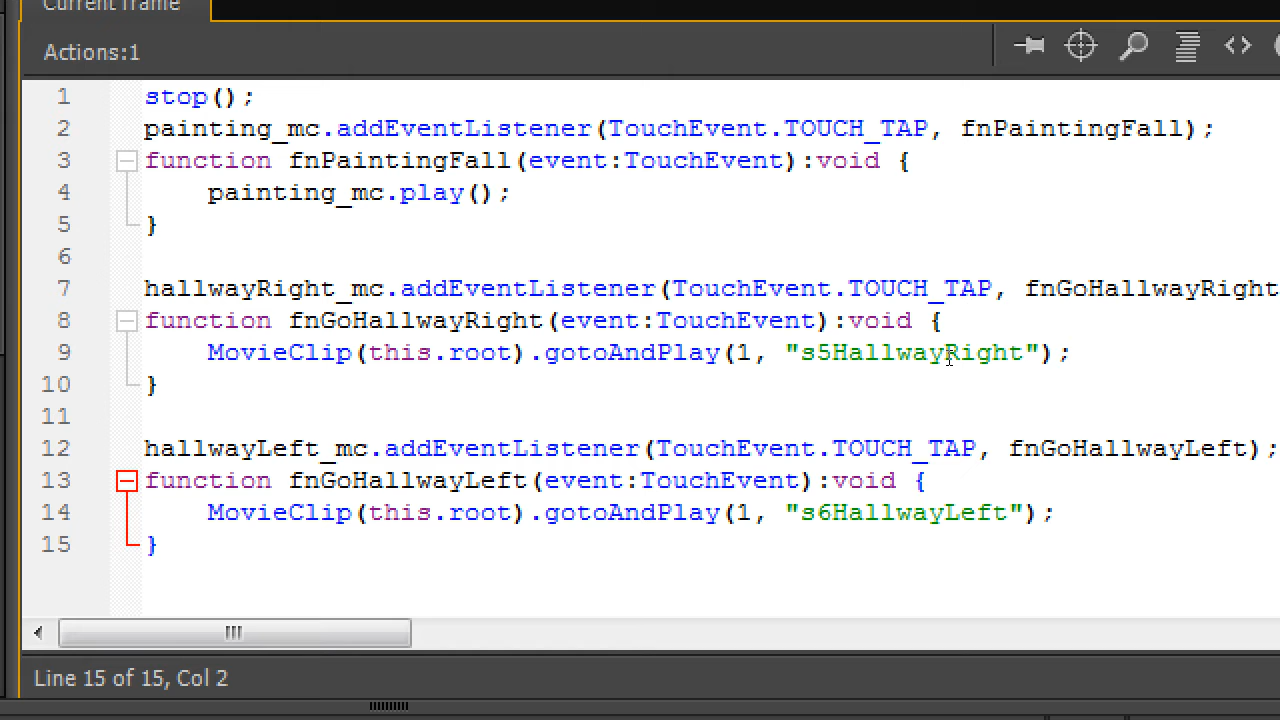 Current frame
Actions:1
1 stop();
2 painting_mc.addEventListener(TouchEvent.TOUCH_TAP, fnPaintingFall);
3 function fnPaintingFall(event:TouchEvent):void {
4 painting_mc.play();
5 }
6
7 hallwayRight_mc.addEventListener(TouchEvent.TOUCH_TAP, fnGoHallwayRight
8 function fnGoHallwayRight(event:TouchEvent):void {
9 MovieClip(this.root).gotoAndPlay(1, "s5HallwayRight");
10 }
11
12 hallwayLeft_mc.addEventListener(TouchEvent.TOUCH_TAP, fnGoHallwayLeft);
13 function fnGoHallwayLeft(event:TouchEvent):void {
14 MovieClip(this.root).gotoAndPlay(1, "s6HallwayLeft");
15 }
Line 15 of 15, Col 2